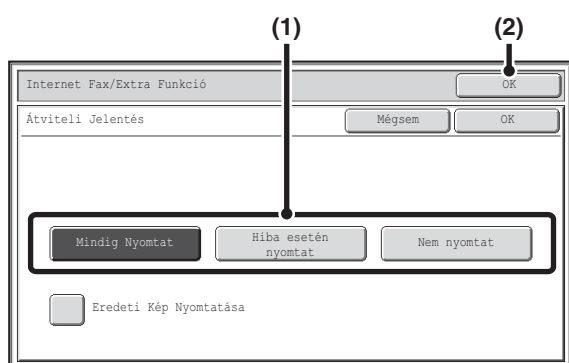 (1) (2)
Internet Fax/Extra Funkció OK
Átviteli Jelentés Mégsem OK
Mindig Nyomtat Hiba esetén nyomtat Nem nyomtat
Eredeti Kép Nyomtatása